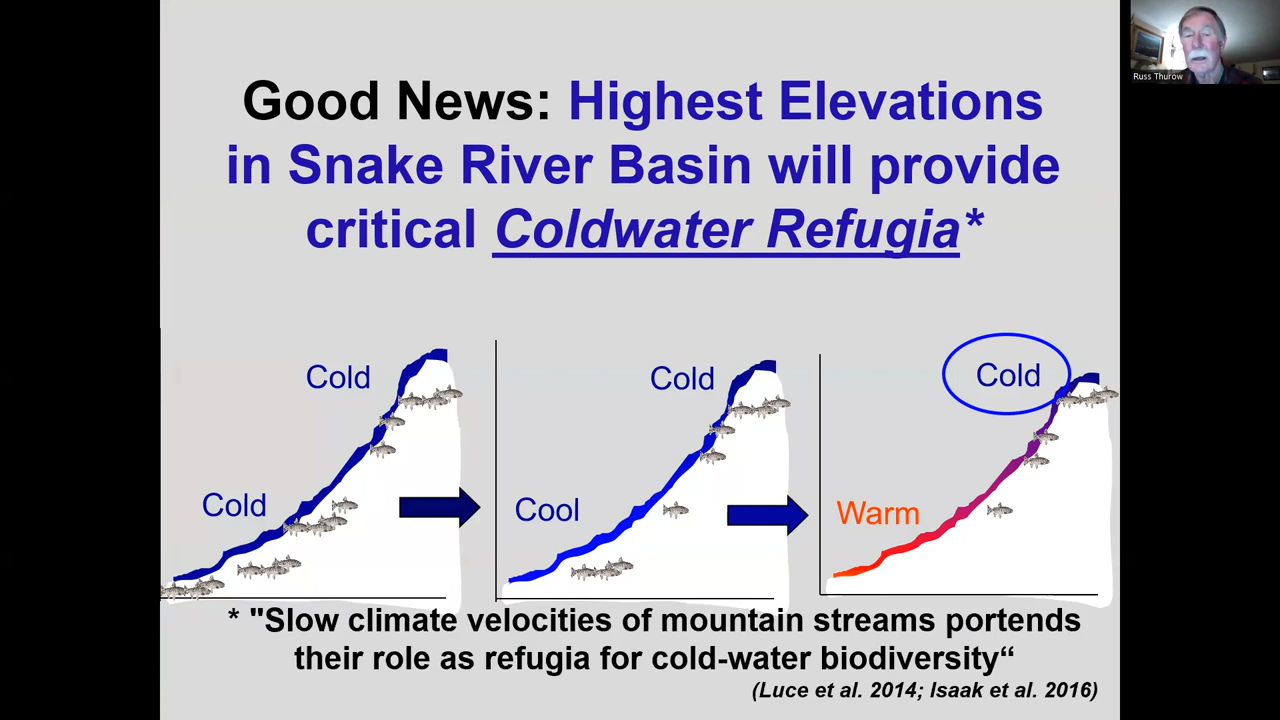 Good News: Highest Elevations
in Snake River Basin will provide
critical Coldwater Refugia*
Russ Thurow
Cold
Cold
Cold
Cool
Cold
Warm
* "Slow climate velocities of mountain streams portends
their role as refugia for cold-water biodiversity“
(Luce et al. 2014; Isaak et al. 2016)